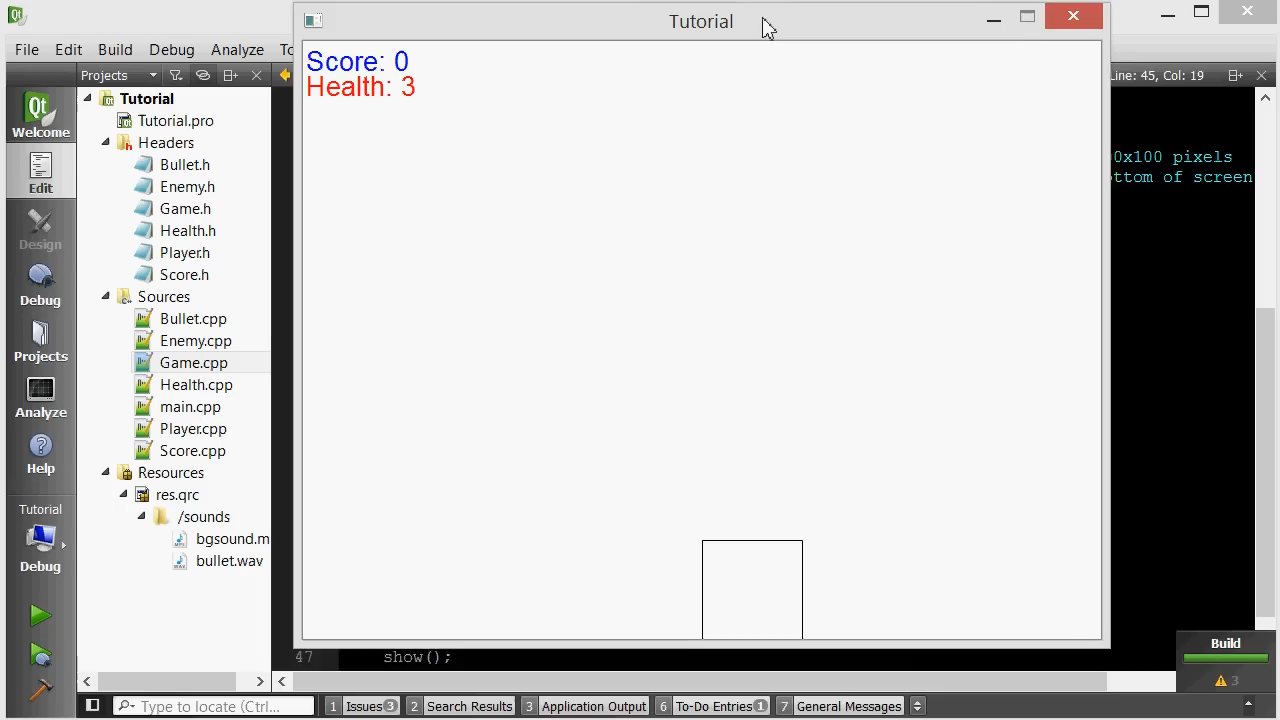 Tutorial
File Edit Build Debug Analyze
Projects
Line: 45, Col: 19
Score: 0
Health: 3
Welcome
Edit
Design
Debug
Projects
Analyze
Help
Tutorial
Debug
Tutorial
Tutorial.pro
Headers
Bullet.h
Enemy.h
Game.h
Health.h
Player.h
Score.h
Sources
Bullet.cpp
Enemy.cpp
Game.cpp
Health.cpp
main.cpp
Player.cpp
Score.cpp
Resources
res.qrc
/sounds
bgsound.m
bullet.wav
0x100 pixels
ttom of screen
47 show();
Build
3
Type to locate (Ctrl...
1 Issues 3
2 Search Results
3 Application Output
6 To-Do Entries 1
7 General Messages